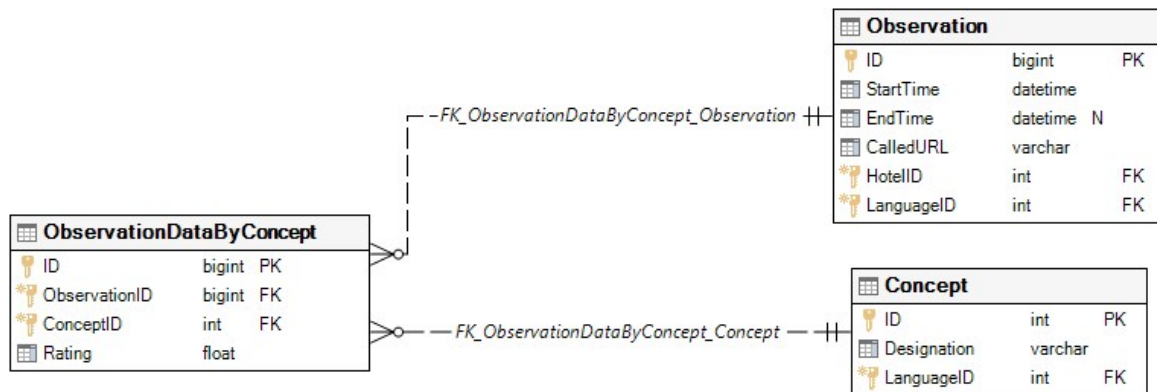 Observation
ID bigint PK
StartTime datetime
EndTime datetime N
CalledURL varchar
HotelID int FK
LanguageID int FK
FK_ObservationDataByConcept_Observation
ObservationDataByConcept
ID bigint PK
ObservationID bigint FK
ConceptID int FK
Rating float
FK_ObservationDataByConcept_Concept
Concept
ID int PK
Designation varchar
LanguageID int FK